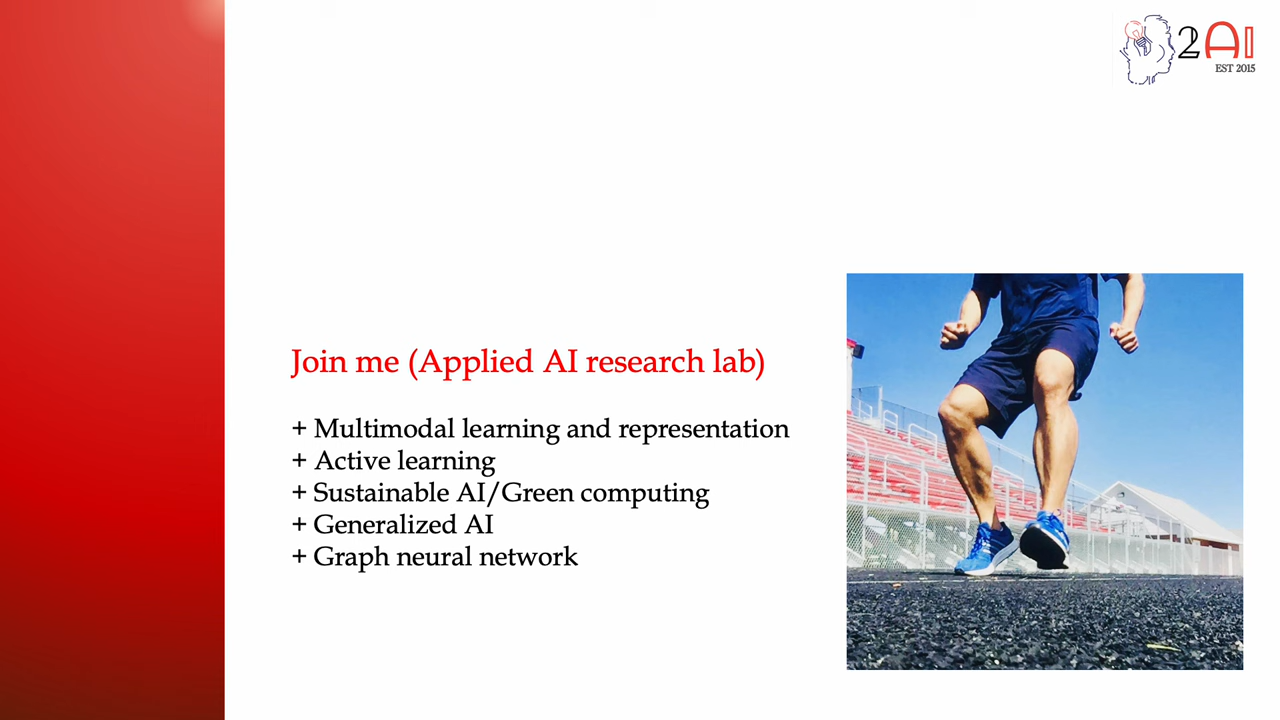 2AI
EST 2015
Join me (Applied AI research lab)
+ Multimodal learning and representation
+ Active learning
+ Sustainable AI/Green computing
+ Generalized AI
+ Graph neural network